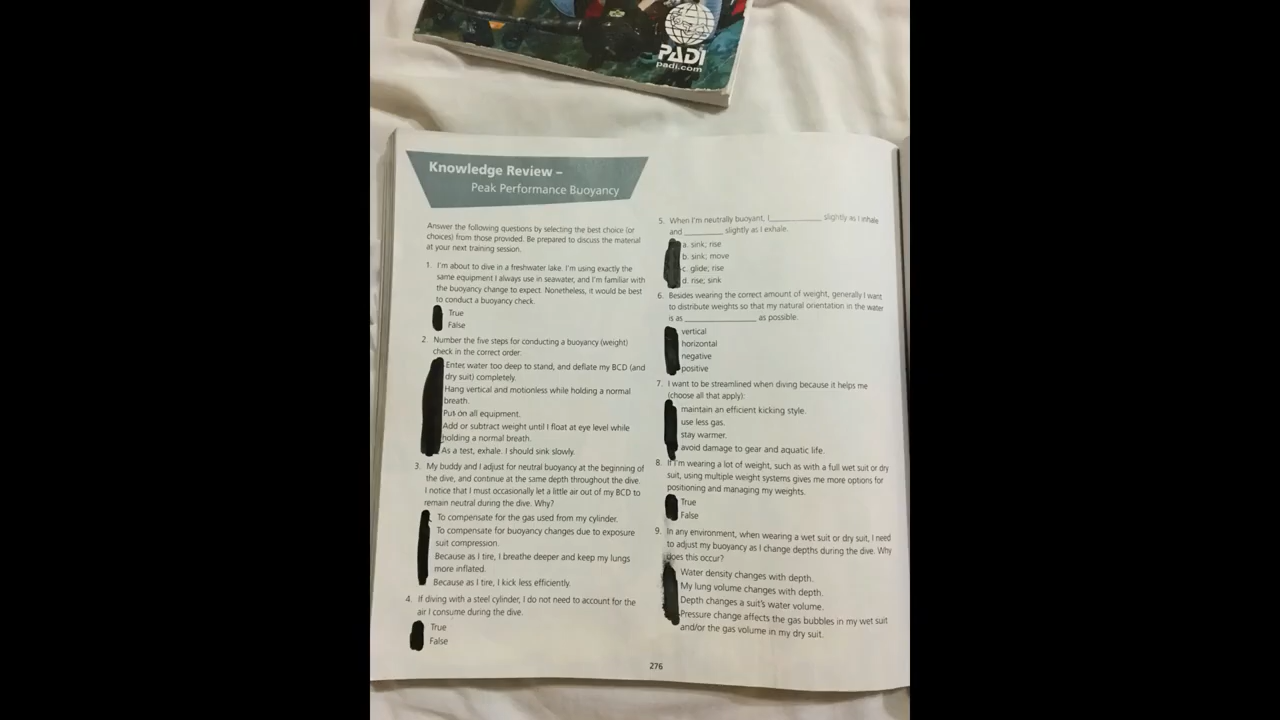 PADI
padi.com
Knowledge Review –
Peak Performance Buoyancy
Answer the following questions by selecting the best choice (or
choices) from those provided. Be prepared to discuss the material
at your next training session.
1. I'm about to dive in a freshwater lake. I'm using exactly the
same equipment I always use in seawater, and I'm familiar with
the buoyancy change to expect. Nonetheless, it would be best
to conduct a buoyancy check.
True
False
2. Number the five steps for conducting a buoyancy (weight)
check in the correct order:
Enter water too deep to stand, and deflate my BCD (and
dry suit) completely.
Hang vertical and motionless while holding a normal
breath.
Put on all equipment.
Add or subtract weight until I float at eye level while
holding a normal breath.
As a test, exhale. I should sink slowly.
3. My buddy and I adjust for neutral buoyancy at the beginning of
the dive, and continue at the same depth throughout the dive.
I notice that I must occasionally let a little air out of my BCD to
remain neutral during the dive. Why?
To compensate for the gas used from my cylinder.
To compensate for buoyancy changes due to exposure
suit compression.
Because as I tire, I breathe deeper and keep my lungs
more inflated.
Because as I tire, I kick less efficiently.
4. If diving with a steel cylinder, I do not need to account for the
air I consume during the dive.
True
False
5. When I'm neutrally buoyant, I____________ slightly as I inhale
and _________ slightly as I exhale.
a. sink; rise
b. sink; move
c. glide; rise
d. rise; sink
6. Besides wearing the correct amount of weight, generally I want
to distribute weights so that my natural orientation in the water
is as ________________ as possible.
vertical
horizontal
negative
positive
7. I want to be streamlined when diving because it helps me
(choose all that apply):
maintain an efficient kicking style.
use less gas.
stay warmer.
avoid damage to gear and aquatic life.
8. If I'm wearing a lot of weight, such as with a full wet suit or dry
suit, using multiple weight systems gives me more options for
positioning and managing my weights.
True
False
9. In any environment, when wearing a wet suit or dry suit, I need
to adjust my buoyancy as I change depths during the dive. Why
does this occur?
Water density changes with depth.
My lung volume changes with depth.
Depth changes a suit's water volume.
Pressure change affects the gas bubbles in my wet suit
and/or the gas volume in my dry suit.
276